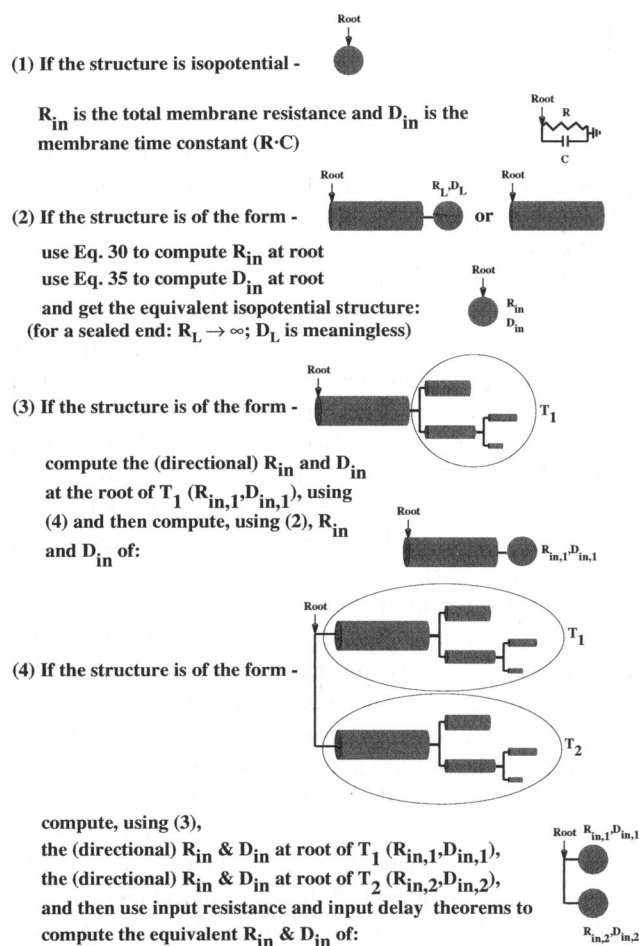 Root
(1) If the structure is isopotential -
R_in is the total membrane resistance and D_in is the
membrane time constant (R·C)
Root
R
C
Root
R_L,D_L
Root
(2) If the structure is of the form -
or
use Eq. 30 to compute R_in at root
use Eq. 35 to compute D_in at root
and get the equivalent isopotential structure:
(for a sealed end: R_L → ∞; D_L is meaningless)
Root
R_in
D_in
Root
(3) If the structure is of the form -
T_1
compute the (directional) R_in and D_in
at the root of T_1 (R_in,1,D_in,1), using
(4) and then compute, using (2), R_in
and D_in of:
Root
R_in,1,D_in,1
Root
T_1
(4) If the structure is of the form -
T_2
compute, using (3),
the (directional) R_in & D_in at root of T_1 (R_in,1,D_in,1),
the (directional) R_in & D_in at root of T_2 (R_in,2,D_in,2),
and then use input resistance and input delay theorems to
compute the equivalent R_in & D_in of:
Root
R_in,1,D_in,1
R_in,2,D_in,2